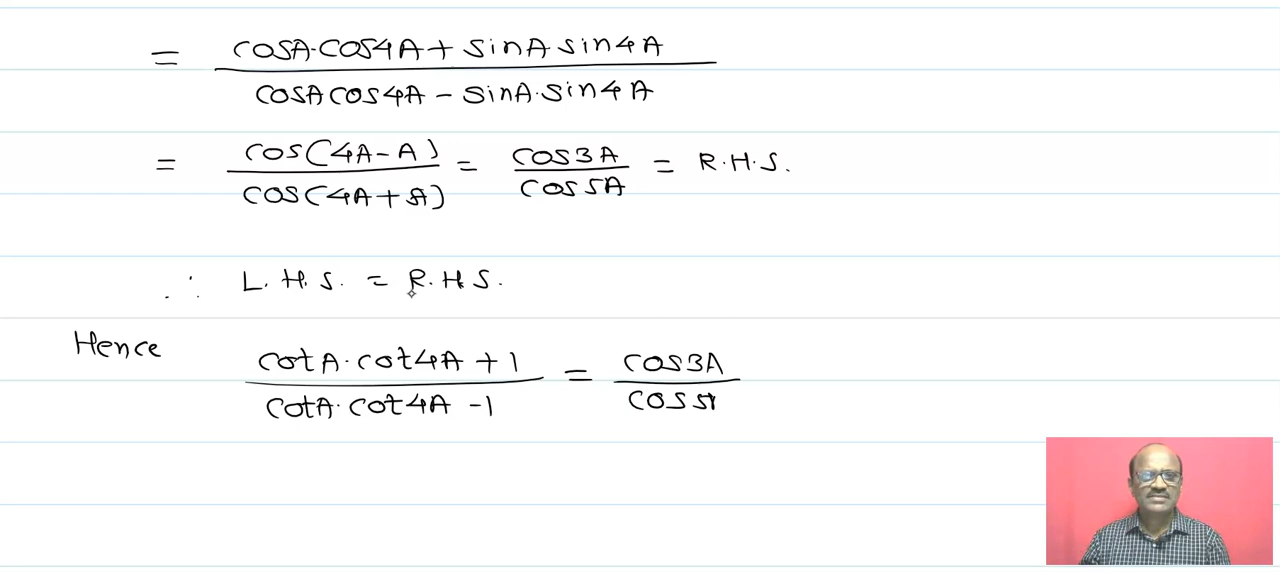 = cosA·cos4A + sinA sin4A / cosA cos4A − sinA·sin4A
= cos(4A−A) / cos(4A+A) = cos3A / cos5A = R.H.S.
∴ L.H.S. = R.H.S.
Hence cotA·cot4A + 1 / cotA·cot4A − 1 = cos3A / cos5